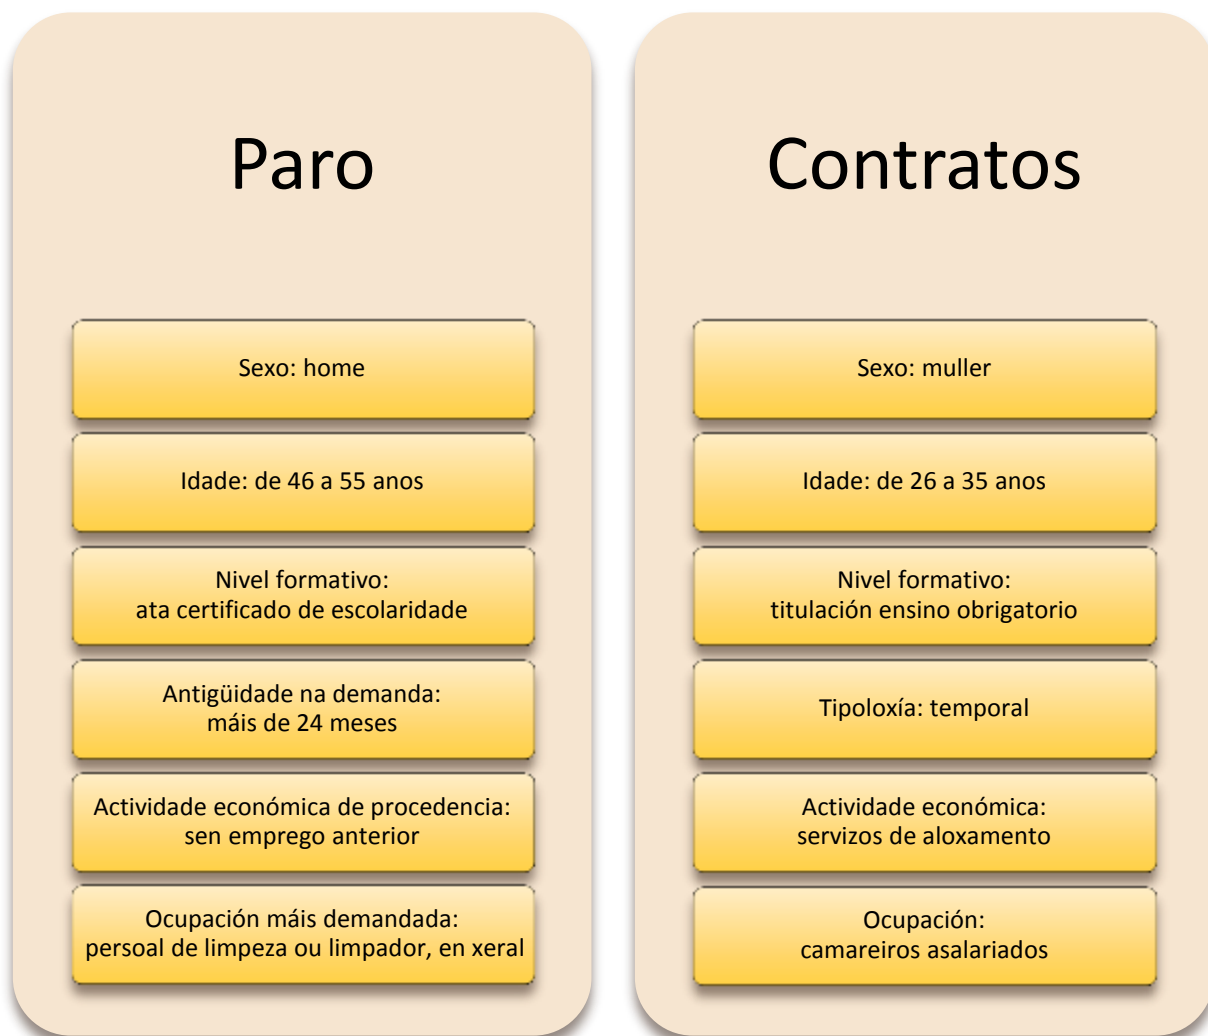 Paro
Sexo: home
Idade: de 46 a 55 anos
Nivel formativo:
ata certificado de escolaridade
Antigüidade na demanda:
máis de 24 meses
Actividade económica de procedencia:
sen emprego anterior
Ocupación máis demandada:
persoal de limpeza ou limpador, en xeral
Contratos
Sexo: muller
Idade: de 26 a 35 anos
Nivel formativo:
titulación ensino obrigatorio
Tipoloxía: temporal
Actividade económica:
servizos de aloxamento
Ocupación:
camareiros asalariados